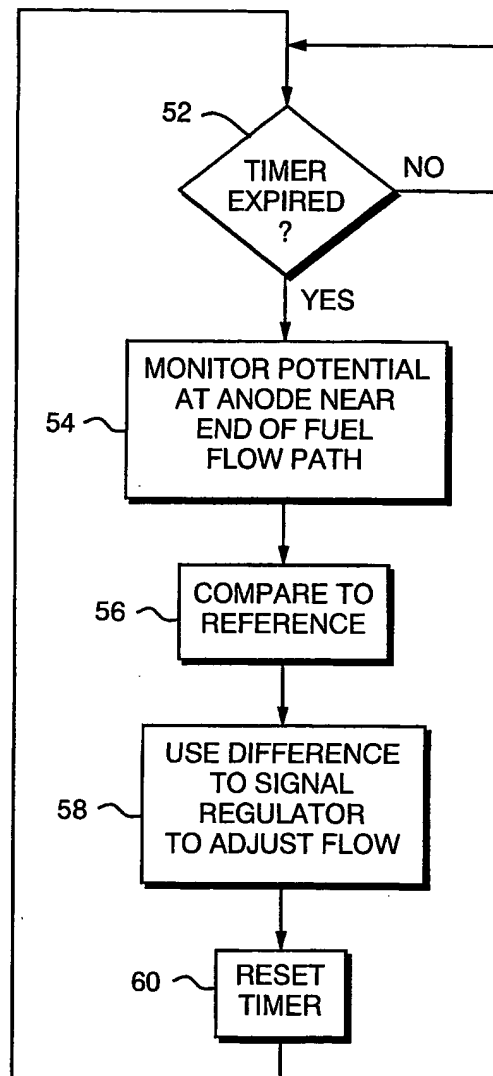 52
TIMER
EXPIRED
?
NO
YES
54
MONITOR POTENTIAL
AT ANODE NEAR
END OF FUEL
FLOW PATH
56
COMPARE TO
REFERENCE
58
USE DIFFERENCE
TO SIGNAL
REGULATOR
TO ADJUST FLOW
60
RESET
TIMER